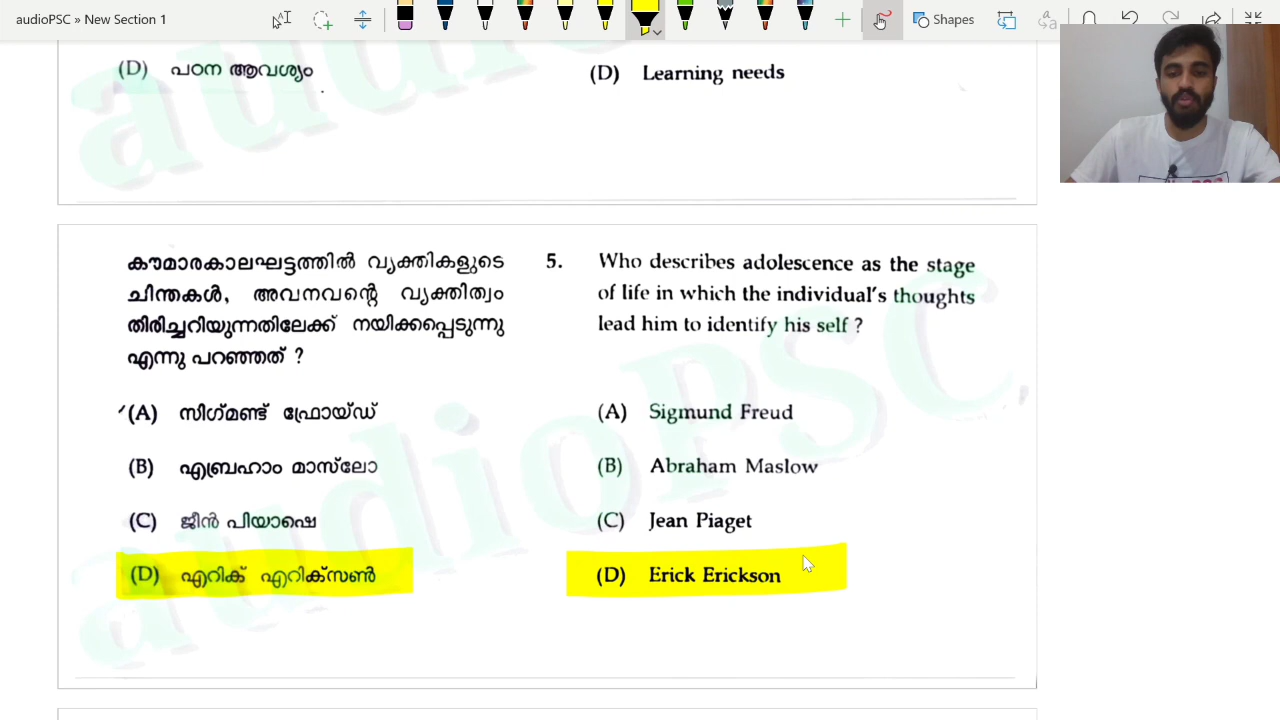 audioPSC » New Section 1
Shapes
(D) പഠന ആവശ്യം
(D) Learning needs
കൗമാരകാലഘട്ടത്തിൽ വ്യക്തികളുടെ
ചിന്തകൾ, അവനവന്റെ വ്യക്തിത്വം
തിരിച്ചറിയുന്നതിലേക്ക് നയിക്കപ്പെടുന്നു
എന്നു പറഞ്ഞത് ?
(A) സിഗ്മണ്ട് ഫ്രോയ്ഡ്
(B) എബ്രഹാം മാസ്ലോ
(C) ജീൻ പിയാഷെ
(D) എറിക് എറിക്സൺ
5. Who describes adolescence as the stage
of life in which the individual's thoughts
lead him to identify his self ?
(A) Sigmund Freud
(B) Abraham Maslow
(C) Jean Piaget
(D) Erick Erickson
audioPSC